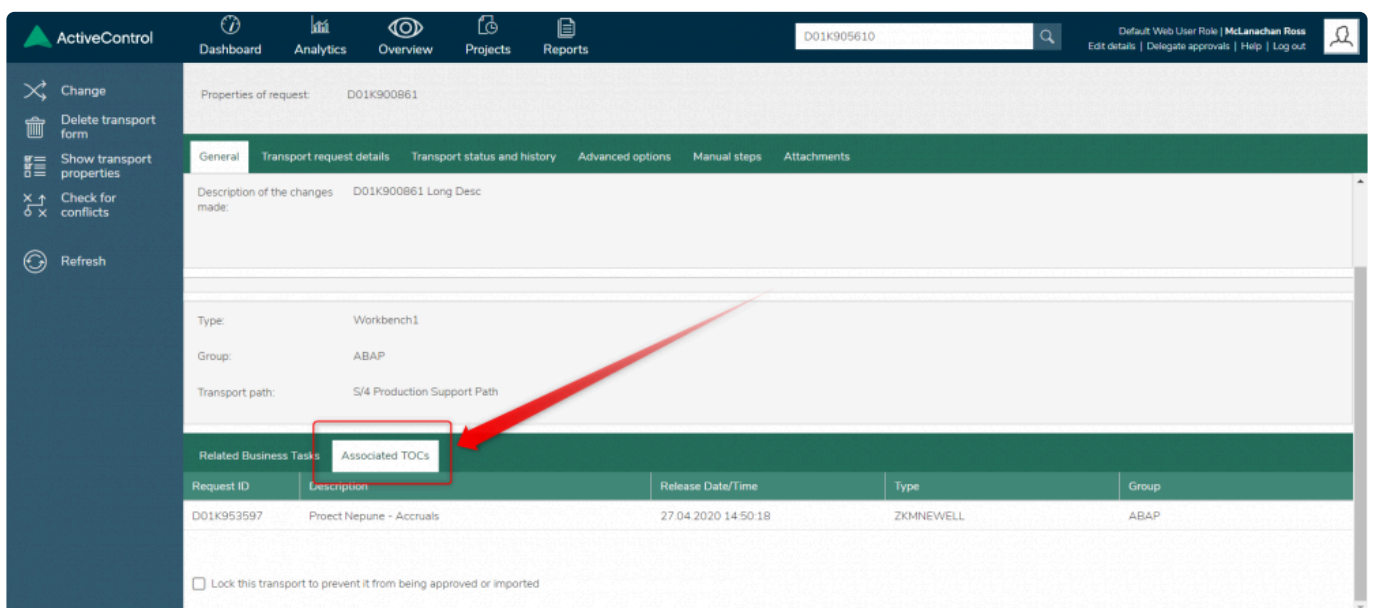 ActiveControl
Dashboard
Analytics
Overview
Projects
Reports
D01K905610
Default Web User Role | McLanachan Ross
Edit details | Delegate approvals | Help | Log out
Change
Delete transport
form
Show transport
properties
Check for
conflicts
Refresh
Properties of request: D01K900861
General Transport request details Transport status and history Advanced options Manual steps Attachments
Description of the changes D01K900861 Long Desc
made:
Type: Workbench1
Group: ABAP
Transport path: S/4 Production Support Path
Related Business Tasks Associated TOCs
Request ID Description Release Date/Time Type Group
D01K953597 Proect Nepune - Accruals 27.04.2020 14:50:18 ZKMNEWELL ABAP
Lock this transport to prevent it from being approved or imported